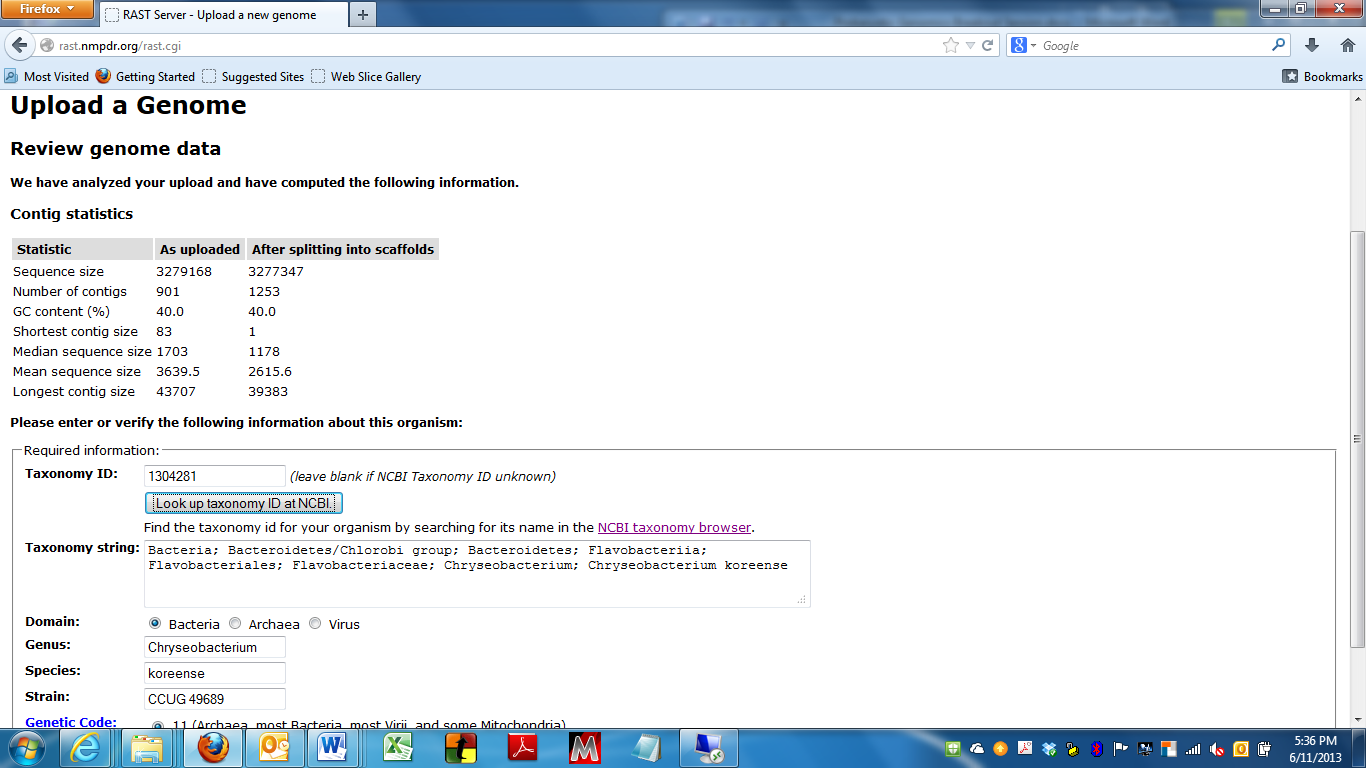 Firefox
RAST Server - Upload a new genome
rast.nmpdr.org/rast.cgi
Google
Most Visited Getting Started Suggested Sites Web Slice Gallery Bookmarks
Upload a Genome
Review genome data
We have analyzed your upload and have computed the following information.
Contig statistics
Statistic As uploaded After splitting into scaffolds
Sequence size 3279168 3277347
Number of contigs 901 1253
GC content (%) 40.0 40.0
Shortest contig size 83 1
Median sequence size 1703 1178
Mean sequence size 3639.5 2615.6
Longest contig size 43707 39383
Please enter or verify the following information about this organism:
Required information:
Taxonomy ID: 1304281 (leave blank if NCBI Taxonomy ID unknown)
Look up taxonomy ID at NCBI.
Find the taxonomy id for your organism by searching for its name in the NCBI taxonomy browser.
Taxonomy string: Bacteria; Bacteroidetes/Chlorobi group; Bacteroidetes; Flavobacteriia;
Flavobacteriales; Flavobacteriaceae; Chryseobacterium; Chryseobacterium koreense
Domain: Bacteria Archaea Virus
Genus: Chryseobacterium
Species: koreense
Strain: CCUG 49689
Genetic Code: 11 (Archaea, most Bacteria, most Virii, and some Mitochondria)
5:36 PM
6/11/2013